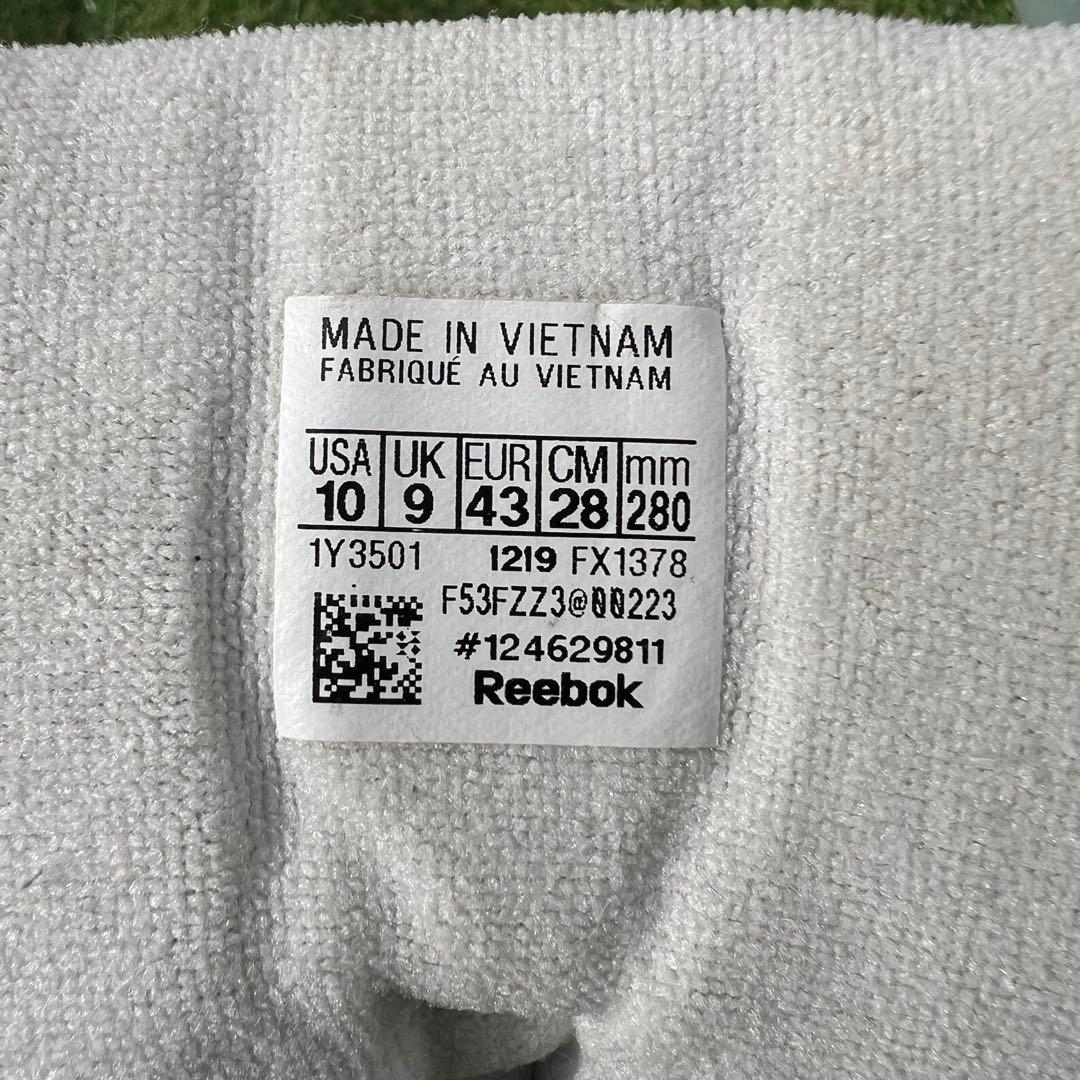 MADE IN VIETNAM
FABRIQUÉ AU VIETNAM
USA UK EUR CM mm
10 9 43 28 280
1Y3501 1219 FX1378
F53FZZ3@00223
#124629811
Reebok